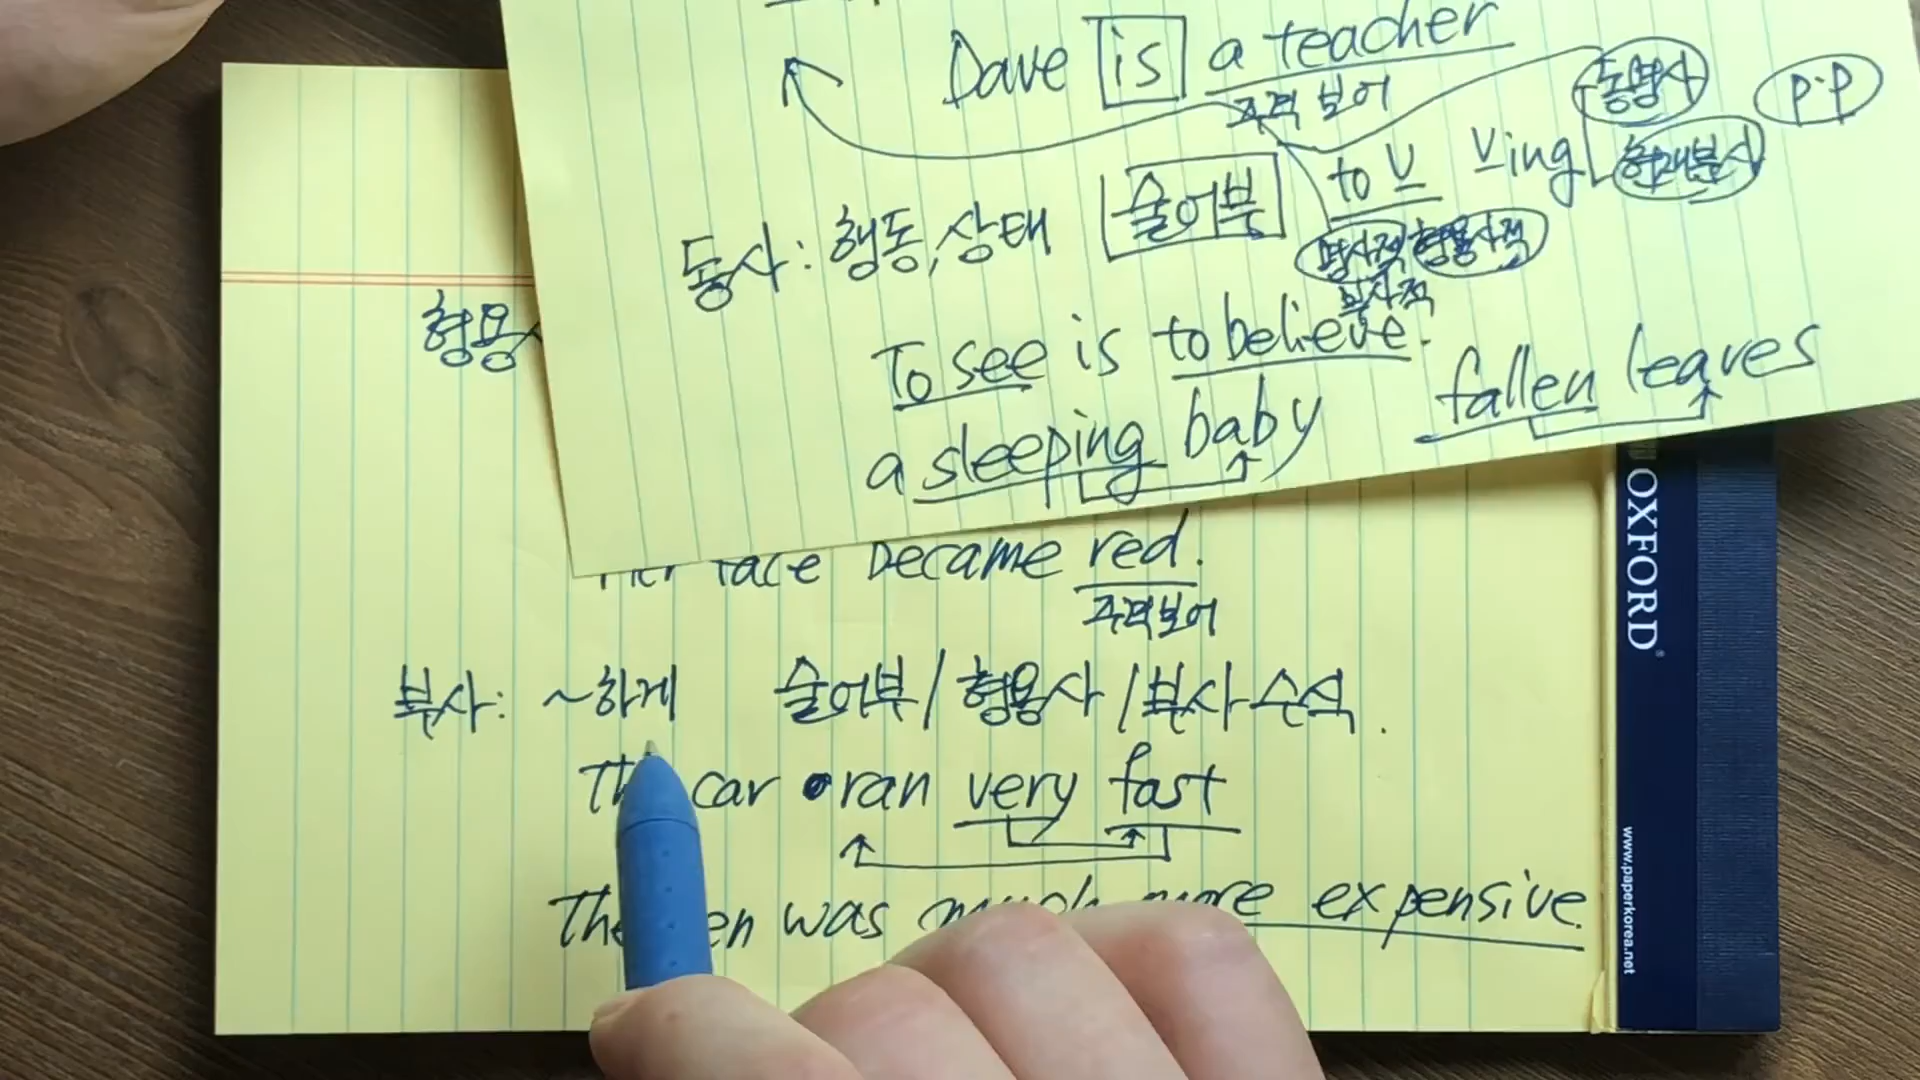 Dave is a teacher
주격 보어
동명사
p.p
동사: 행동, 상태 술어부 to V Ving
현재분사
명사적 형용사적
부사적
To see is to believe.
a sleeping baby
fallen leaves
형용
face became red.
주격보어
부사: ~하게 술어부/형용사/부사 수식.
car ran very fast
was much more expensive.
OXFORD
www.paperkorea.net